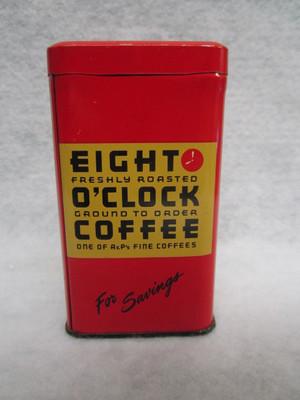 EIGHT
FRESHLY ROASTED
O'CLOCK
GROUND TO ORDER
COFFEE
ONE OF A&P's FINE COFFEES
For Savings